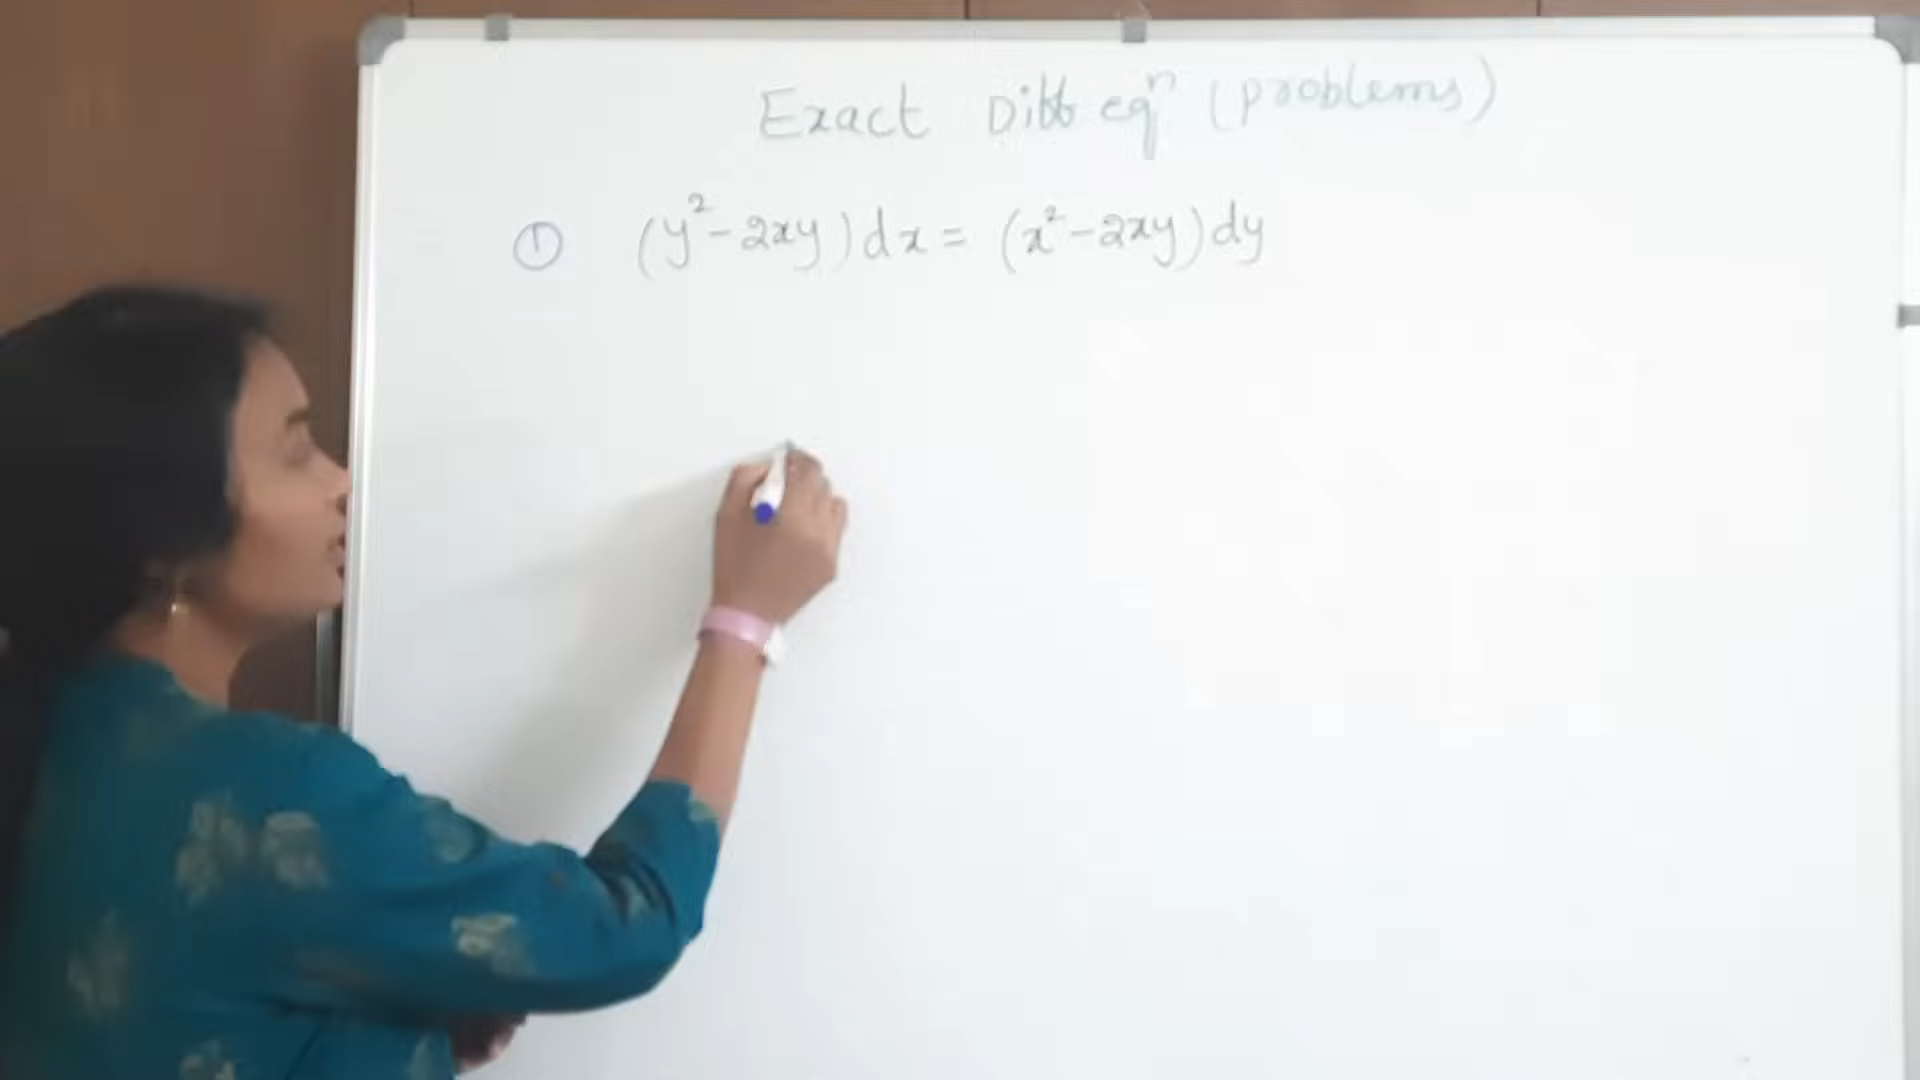 Exact Diff eqⁿ (problems)
① (y² - 2xy) dx = (x² - 2xy) dy